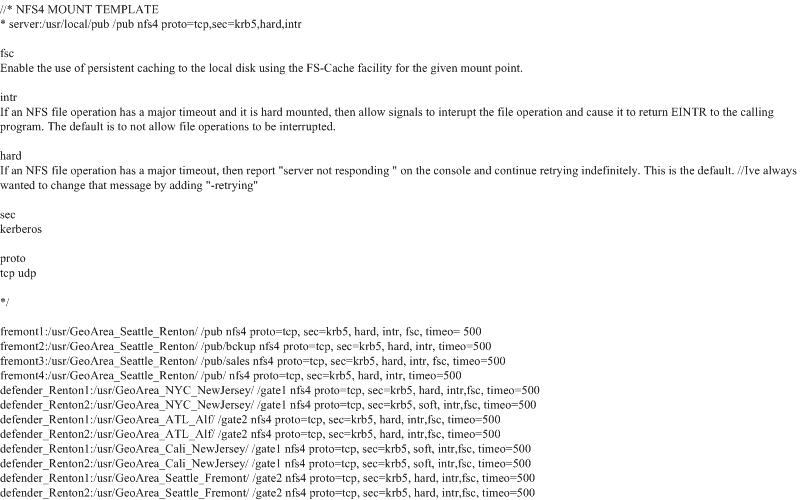 //* NFS4 MOUNT TEMPLATE
* server:/usr/local/pub /pub nfs4 proto=tcp,sec=krb5,hard,intr
fsc
Enable the use of persistent caching to the local disk using the FS-Cache facility for the given mount point.
intr
If an NFS file operation has a major timeout and it is hard mounted, then allow signals to interupt the file operation and cause it to return EINTR to the calling
program. The default is to not allow file operations to be interrupted.
hard
If an NFS file operation has a major timeout, then report "server not responding " on the console and continue retrying indefinitely. This is the default. //Ive always
wanted to change that message by adding "-retrying"
sec
kerberos
proto
tcp udp
*/
fremont1:/usr/GeoArea_Seattle_Renton/ /pub nfs4 proto=tcp, sec=krb5, hard, intr, fsc, timeo= 500
fremont2:/usr/GeoArea_Seattle_Renton/ /pub/bckup nfs4 proto=tcp, sec=krb5, hard, intr, timeo=500
fremont3:/usr/GeoArea_Seattle_Renton/ /pub/sales nfs4 proto=tcp, sec=krb5, hard, intr, fsc, timeo=500
fremont4:/usr/GeoArea_Seattle_Renton/ /pub/ nfs4 proto=tcp, sec=krb5, hard, intr, timeo=500
defender_Renton1:/usr/GeoArea_NYC_NewJersey/ /gate1 nfs4 proto=tcp, sec=krb5, hard, intr,fsc, timeo=500
defender_Renton2:/usr/GeoArea_NYC_NewJersey/ /gate1 nfs4 proto=tcp, sec=krb5, soft, intr,fsc, timeo=500
defender_Renton1:/usr/GeoArea_ATL_Alf/ /gate2 nfs4 proto=tcp, sec=krb5, hard, intr,fsc, timeo=500
defender_Renton2:/usr/GeoArea_ATL_Alf/ /gate2 nfs4 proto=tcp, sec=krb5, hard, intr,fsc, timeo=500
defender_Renton1:/usr/GeoArea_Cali_NewJersey/ /gate1 nfs4 proto=tcp, sec=krb5, soft, intr,fsc, timeo=500
defender_Renton2:/usr/GeoArea_Cali_NewJersey/ /gate1 nfs4 proto=tcp, sec=krb5, soft, intr,fsc, timeo=500
defender_Renton1:/usr/GeoArea_Seattle_Fremont/ /gate2 nfs4 proto=tcp, sec=krb5, hard, intr,fsc, timeo=500
defender_Renton2:/usr/GeoArea_Seattle_Fremont/ /gate2 nfs4 proto=tcp, sec=krb5, hard, intr,fsc, timeo=500